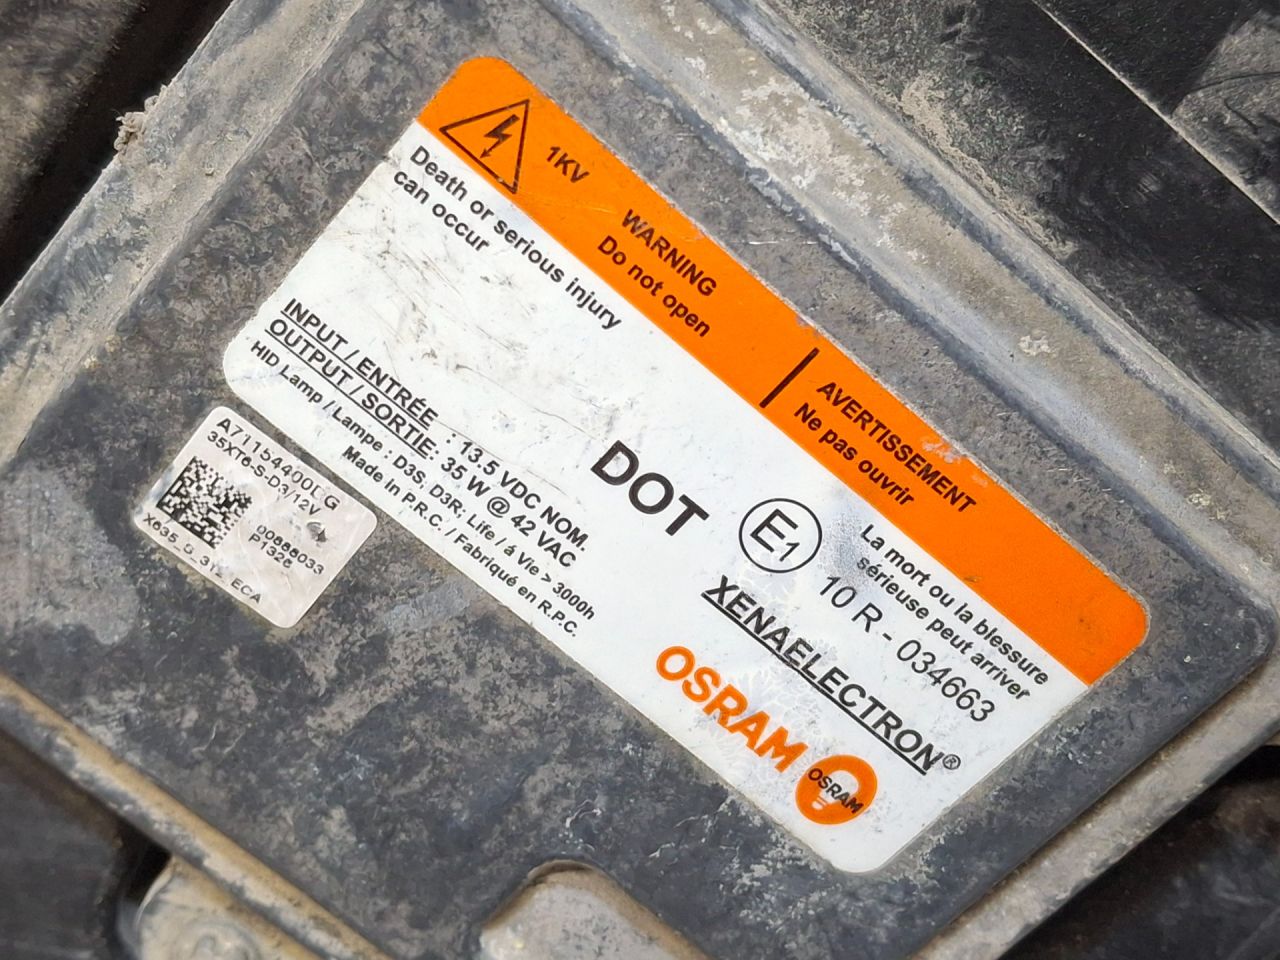 1KV
WARNING
Do not open
AVERTISSEMENT
Ne pas ouvrir
Death or serious injury
can occur
La mort ou la blessure
sérieuse peut arriver
INPUT / ENTRÉE : 13.5 VDC NOM.
OUTPUT / SORTIE: 35 W @ 42 VAC
HID Lamp / Lampe : D3S, D3R; Life / á Vie > 3000h
Made in P.R.C. / Fabriqué en R.P.C.
DOT
E1
10 R - 034663
XENAELECTRON®
OSRAM
OSRAM
35XT6-S-D3/12V
00886033
ECA